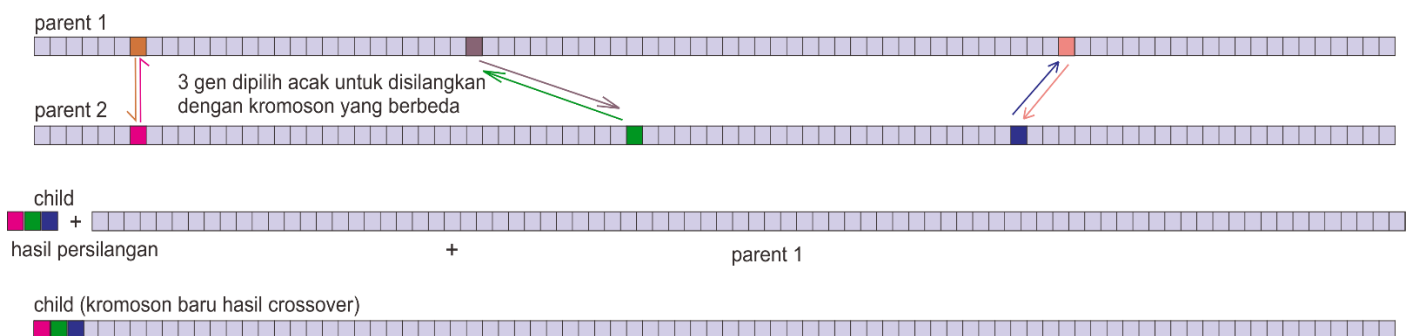 parent 1
3 gen dipilih acak untuk disilangkan
dengan kromoson yang berbeda
parent 2
child
+
hasil persilangan
+
parent 1
child (kromoson baru hasil crossover)